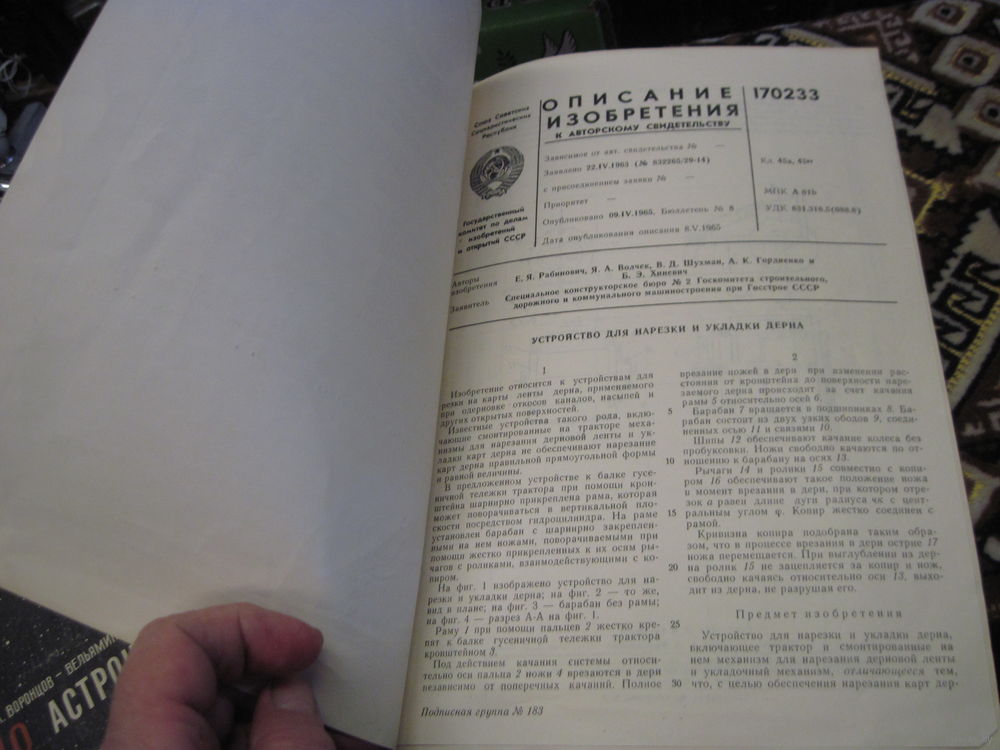 Союз Советских
Социалистических
Республик
Государственный
комитет по делам
изобретений
и открытий СССР
ОПИСАНИЕ
ИЗОБРЕТЕНИЯ
К АВТОРСКОМУ СВИДЕТЕЛЬСТВУ
170233
Зависимое от авт. свидетельства № —
Заявлено 22.IV.1963 (№ 832265/29-14)
с присоединением заявки № —
Приоритет —
Опубликовано 09.IV.1965. Бюллетень № 8
Дата опубликования описания 8.V.1965
Кл. 45a,
МПК A 01b
УДК 631.316.5(088.8)
Авторы
изобретения
Е. Я. Рабинович, Я. А. Волчек, В. Д. Шухман, А. К. Гордиенко и
Б. Э. Хиневич
Заявитель
Специальное конструкторское бюро № 2 Госкомитета строительного,
дорожного и коммунального машиностроения при Госстрое СССР
УСТРОЙСТВО ДЛЯ НАРЕЗКИ И УКЛАДКИ ДЕРНА
1
Изобретение относится к устройствам для
резки на карты ленты дерна, применяемого
при одерновке откосов каналов, насыпей и
других открытых поверхностей.
Известные устройства такого рода, вклю-
чающие смонтированные на тракторе меха-
низмы для нарезания дерновой ленты и ук-
ладки карт дерна не обеспечивают нарезание
карт дерна правильной прямоугольной формы
и равной величины.
В предложенном устройстве к балке гусе-
ничной тележки трактора при помощи крон-
штейна шарнирно прикреплена рама, которая
может поворачиваться в вертикальной пло-
скости посредством гидроцилиндра. На раме
установлен барабан с шарнирно закреплен-
ными на нем ножами, поворачиваемыми при
помощи жестко прикрепленных к их осям ры-
чагов с роликами, взаимодействующими с ко-
пиром.
На фиг. 1 изображено устройство для на-
резки и укладки дерна; на фиг. 2 — то же,
вид в плане; на фиг. 3 — барабан без рамы;
на фиг. 4 — разрез А-А на фиг. 1.
Раму 1 при помощи пальцев 2 жестко кре-
пят к балке гусеничной тележки трактора
кронштейном 3.
Под действием качания системы относи-
тельно оси пальца 2 ножи 4 врезаются в дерн
независимо от поперечных качаний. Полное
Подписная группа № 183
5
10
15
20
25
30
2
врезание ножей в дерн при изменении рас-
стояния от кронштейна до поверхности наре-
заемого дерна происходит за счет качания
рамы 5 относительно осей 6.
Барабан 7 вращается в подшипниках 8. Ба-
рабан состоит из двух узких ободов 9, соеди-
ненных осью 11 и связями 10.
Шипы 12 обеспечивают качание колеса без
пробуксовки. Ножи свободно качаются по от-
ношению к барабану на осях 13.
Рычаги 14 и ролики 15 совместно с копи-
ром 16 обеспечивают такое положение ножа
в момент врезания в дерн, при котором отре-
зок а равен длине дуги радиуса чк с цент-
ральным углом φ. Копир жестко соединен с
рамой.
Кривизна копира подобрана таким обра-
зом, что в процессе врезания в дерн острие 17
ножа перемещается. При выглублении из дер-
на ролик 15 не зацепляется за копир и нож,
свободно качаясь относительно оси 13, выхо-
дит из дерна, не разрушая его.
Предмет изобретения
Устройство для нарезки и укладки дерна,
включающее трактор и смонтированные на
нем механизм для нарезания дерновой ленты
и укладочный механизм, отличающееся тем,
что, с целью обеспечения нарезания карт дер-
ВОРОНЦОВ – ВЕЛЬЯМИ
АСТРОН